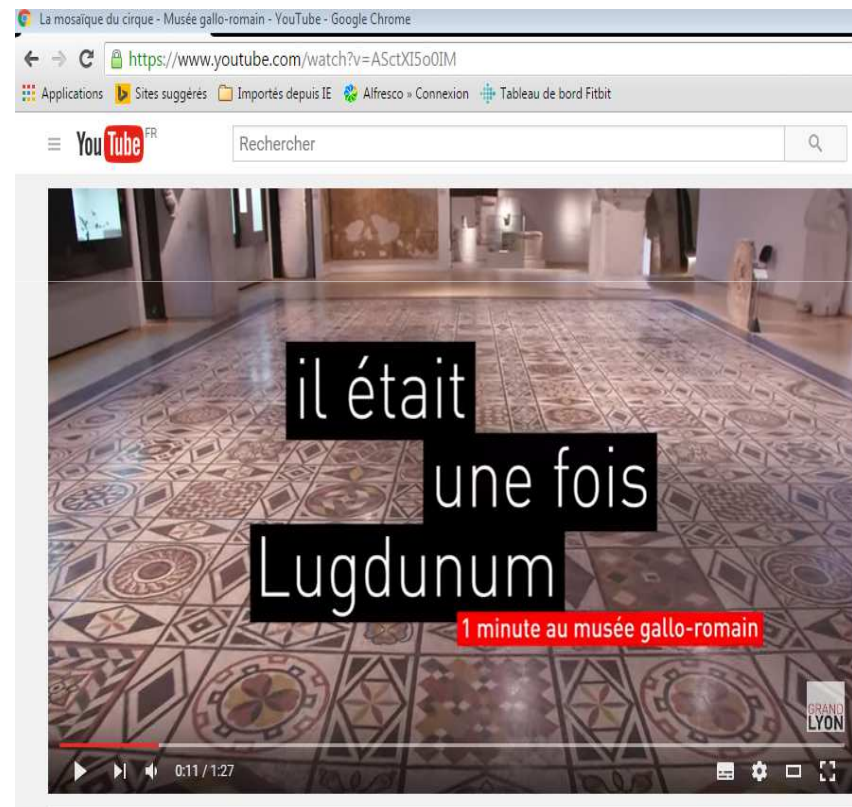 La mosaïque du cirque - Musée gallo-romain - YouTube - Google Chrome
https://www.youtube.com/watch?v=ASctXI5o0IM
Applications Sites suggérés Importés depuis IE Alfresco » Connexion Tableau de bord Fitbit
YouTube FR Rechercher
il était
une fois
Lugdunum
1 minute au musée gallo-romain
GRAND
LYON
0:11 / 1:27